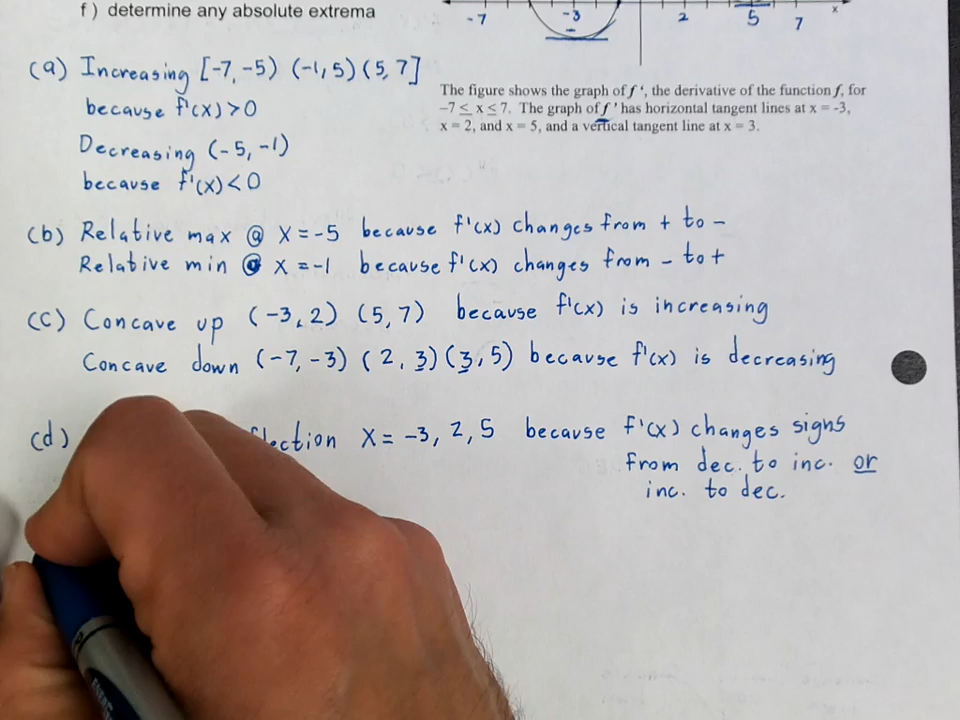 f) determine any absolute extrema
-7 -3 2 5 7 x
(a) Increasing [-7,-5) (-1,5) (5,7]
because f'(x) > 0
Decreasing (-5,-1)
because f'(x) < 0
The figure shows the graph of f ', the derivative of the function f, for
-7 ≤ x ≤ 7. The graph of f ' has horizontal tangent lines at x = -3,
x = 2, and x = 5, and a vertical tangent line at x = 3.
(b) Relative max @ x = -5 because f'(x) changes from + to -
Relative min @ x = -1 because f'(x) changes from - to +
(c) Concave up (-3,2) (5,7) because f'(x) is increasing
Concave down (-7,-3) (2,3) (3,5) because f'(x) is decreasing
(d) flection x = -3, 2, 5 because f'(x) changes signs
from dec. to inc. or
inc. to dec.